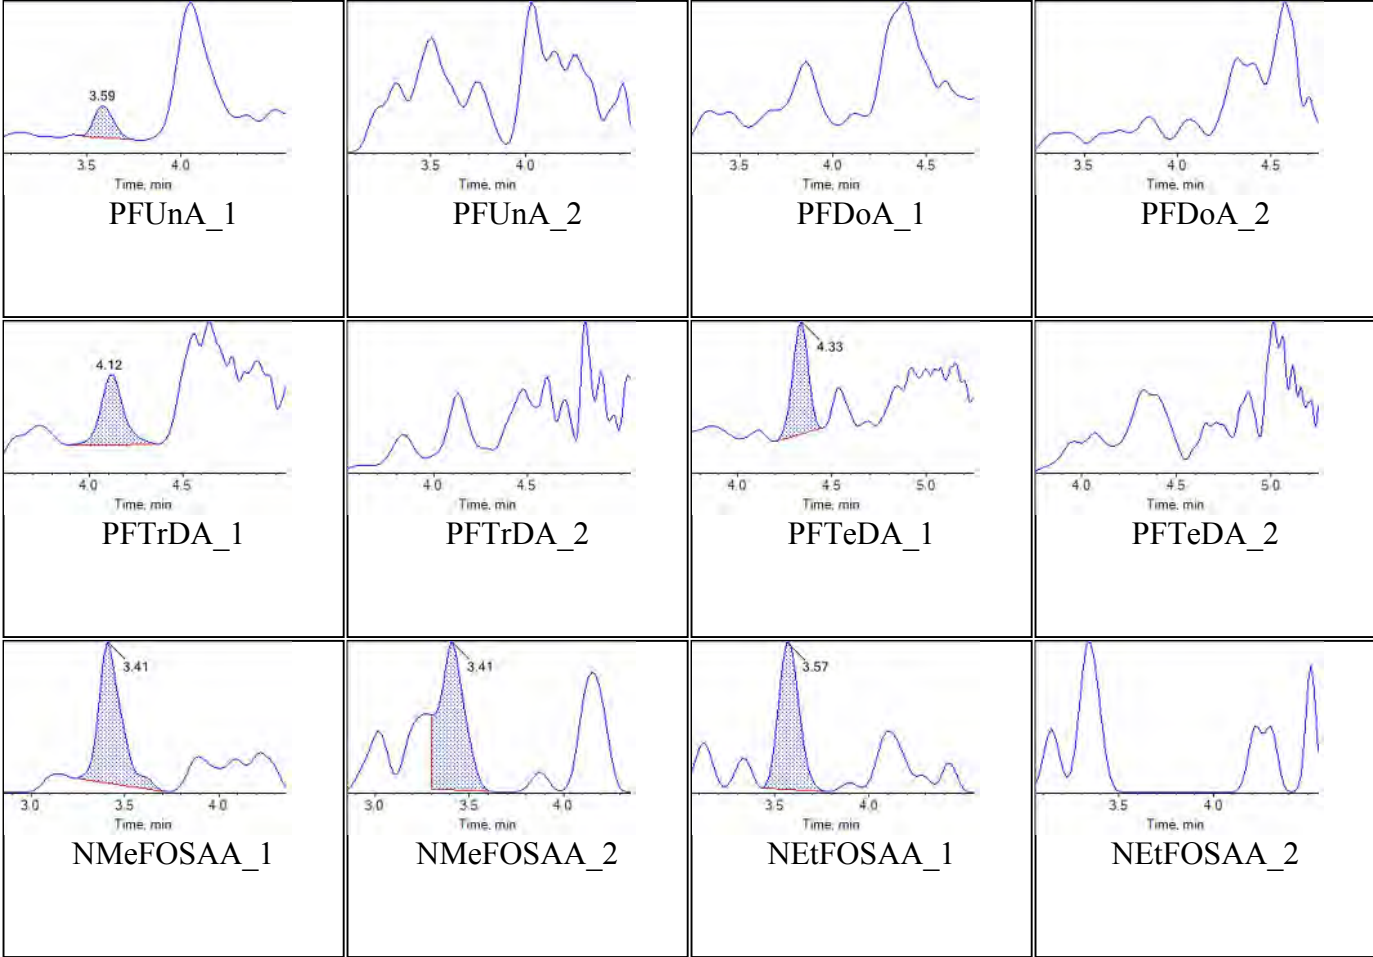 3.59
3.5 4.0
Time, min
PFUnA_1
3.5 4.0
Time, min
PFUnA_2
3.5 4.0 4.5
Time, min
PFDoA_1
3.5 4.0 4.5
Time, min
PFDoA_2
4.12
4.0 4.5
Time, min
PFTrDA_1
4.0 4.5
Time, min
PFTrDA_2
4.33
4.0 4.5 5.0
Time, min
PFTeDA_1
4.0 4.5 5.0
Time, min
PFTeDA_2
3.41
3.0 3.5 4.0
Time, min
NMeFOSAA_1
3.41
3.0 3.5 4.0
Time, min
NMeFOSAA_2
3.57
3.5 4.0
Time, min
NEtFOSAA_1
3.5 4.0
Time, min
NEtFOSAA_2